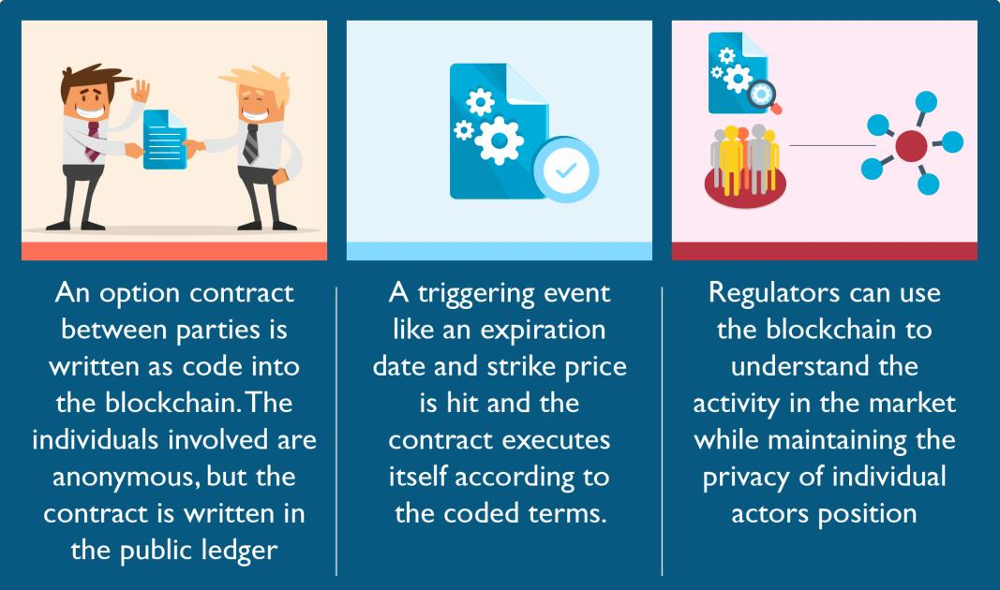 An option contract
between parties is
written as code into
the blockchain. The
individuals involved are
anonymous, but the
contract is written in
the public ledger
A triggering event
like an expiration
date and strike price
is hit and the
contract executes
itself according to
the coded terms.
Regulators can use
the blockchain to
understand the
activity in the market
while maintaining the
privacy of individual
actors position